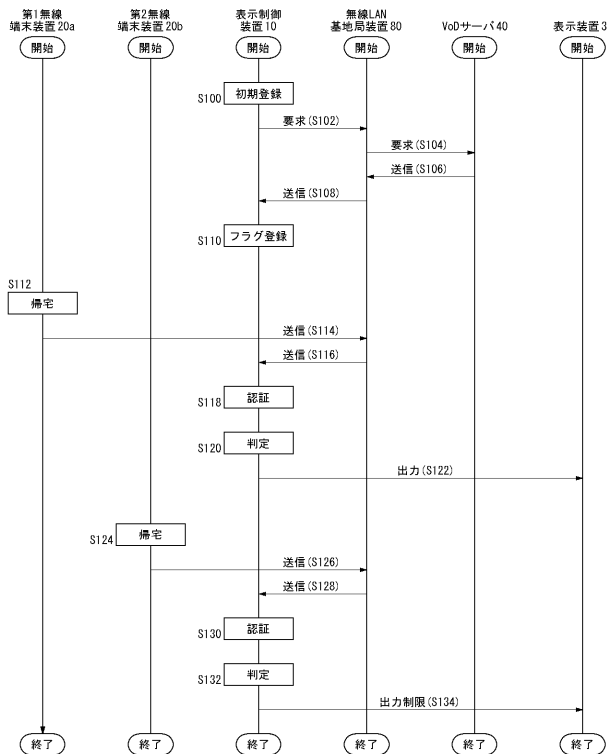 第1無線
端末装置20a
第2無線
端末装置20b
表示制御
装置10
無線LAN
基地局装置80
VoDサーバ40
表示装置3
開始
開始
開始
開始
開始
開始
S100
初期登録
要求(S102)
要求(S104)
送信(S106)
送信(S108)
S110
フラグ登録
S112
帰宅
送信(S114)
送信(S116)
S118
認証
S120
判定
出力(S122)
S124
帰宅
送信(S126)
送信(S128)
S130
認証
S132
判定
出力制限(S134)
終了
終了
終了
終了
終了
終了